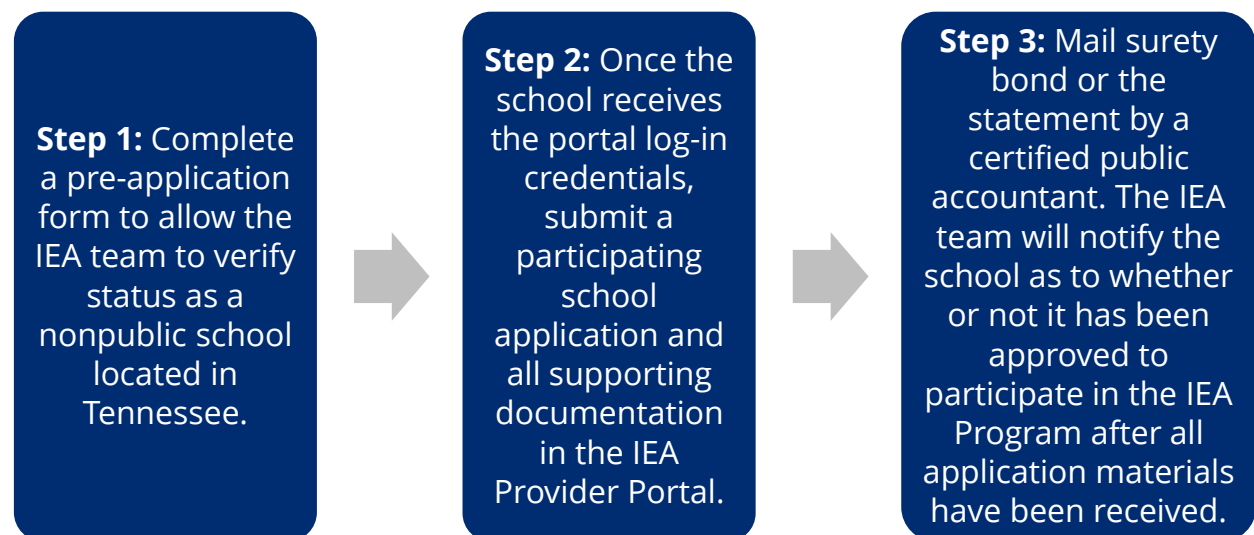 Step 1: Complete
a pre-application
form to allow the
IEA team to verify
status as a
nonpublic school
located in
Tennessee.
Step 2: Once the
school receives
the portal log-in
credentials,
submit a
participating
school
application and
all supporting
documentation
in the IEA
Provider Portal.
Step 3: Mail surety
bond or the
statement by a
certified public
accountant. The IEA
team will notify the
school as to whether
or not it has been
approved to
participate in the IEA
Program after all
application materials
have been received.